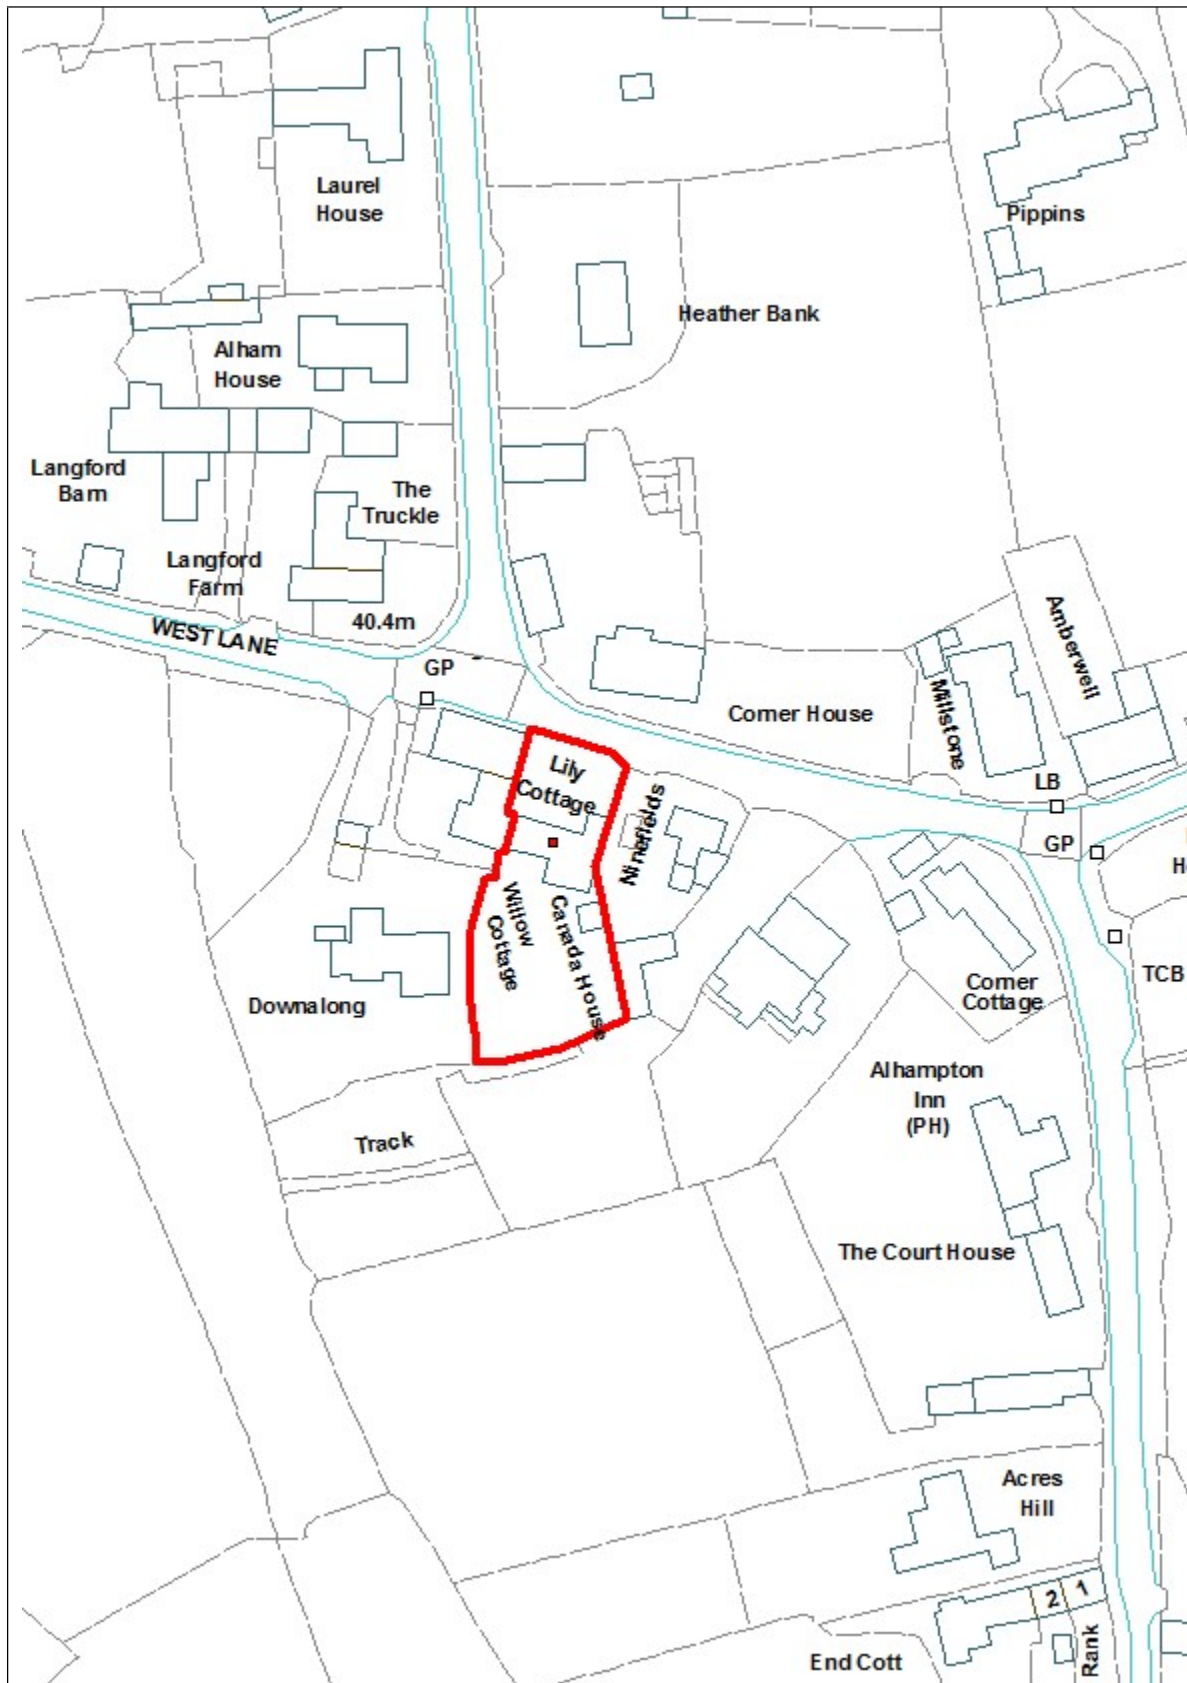 Laurel
House
Pippins
Heather Bank
Alham
House
Langford
Barn
The
Truckle
Langford
Farm
40.4m
WEST LANE
GP
Amberwell
Millstone
Corner House
Lily
Cottage
LB
GP
Ninefields
H
Willow
Cottage
Canada House
Downalong
Corner
Cottage
TCB
Alhampton
Inn
(PH)
Track
The Court House
Acres
Hill
2
1
Rank
End Cott